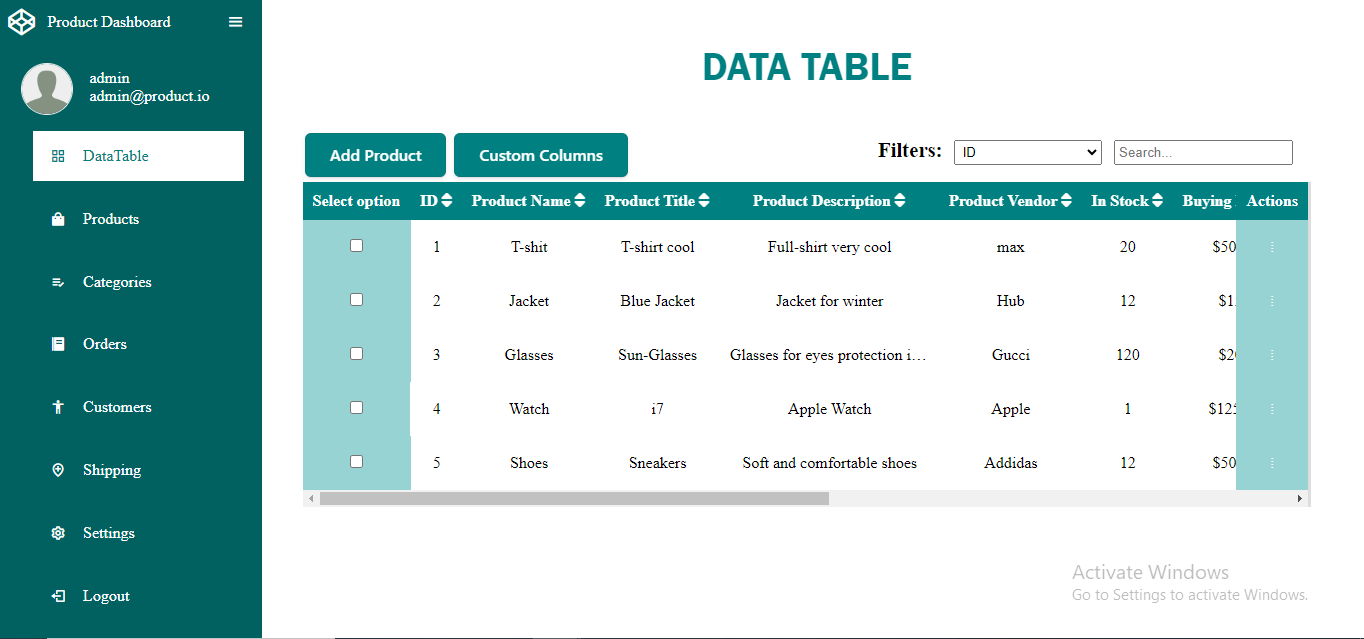 Product Dashboard
admin
admin@product.io
DataTable
Products
Categories
Orders
Customers
Shipping
Settings
Logout
DATA TABLE
Add Product Custom Columns Filters: ID Search...
Select option ID Product Name Product Title Product Description Product Vendor In Stock Buying Actions
1 T-shit T-shirt cool Full-shirt very cool max 20 $50
2 Jacket Blue Jacket Jacket for winter Hub 12 $1
3 Glasses Sun-Glasses Glasses for eyes protection i... Gucci 120 $2
4 Watch i7 Apple Watch Apple 1 $12
5 Shoes Sneakers Soft and comfortable shoes Addidas 12 $50
Activate Windows
Go to Settings to activate Windows.